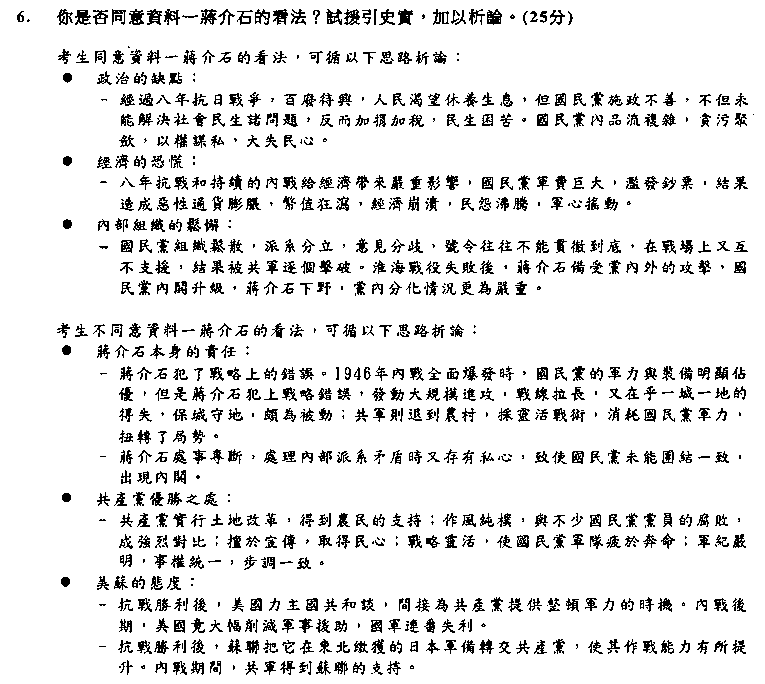 6. 你是否同意資料一蔣介石的看法？試援引史實，加以析論。(25分)
考生同意資料一蔣介石的看法，可循以下思路析論：
● 政治的缺點：
- 經過八年抗日戰爭，百廢待興，人民渴望休養生息，但國民黨施政不善，不但未
能解決社會民生諸問題，反而加捐加稅，民生困苦。國民黨內品流複雜，貪污聚
斂，以權謀私，大失民心。
● 經濟的恐慌：
- 八年抗戰和持續的內戰給經濟帶來嚴重影響，國民黨軍費巨大，濫發鈔票，結果
造成惡性通貨膨脹，幣值狂瀉，經濟崩潰，民怨沸騰，軍心搖動。
● 內部組織的鬆懈：
- 國民黨組織鬆散，派系分立，意見分歧，號令往往不能貫徹到底，在戰場上又互
不支援，結果被共軍逐個擊破。淮海戰役失敗後，蔣介石備受黨內外的攻擊，國
民黨內鬨升級，蔣介石下野，黨內分化情況更為嚴重。
考生不同意資料一蔣介石的看法，可循以下思路析論：
● 蔣介石本身的責任：
- 蔣介石犯了戰略上的錯誤。1946年內戰全面爆發時，國民黨的軍力與裝備明顯佔
優，但是蔣介石犯上戰略錯誤，發動大規模進攻，戰線拉長，又在乎一城一地的
得失，保城守地，頗為被動；共軍則退到農村，採靈活戰術，消耗國民黨軍力，
扭轉了局勢。
- 蔣介石處事專斷，處理內部派系矛盾時又存有私心，致使國民黨未能團結一致，
出現內鬨。
● 共產黨優勝之處：
- 共產黨實行土地改革，得到農民的支持；作風純樸，與不少國民黨黨員的腐敗，
成強烈對比；擅於宣傳，取得民心；戰略靈活，使國民黨軍隊疲於奔命；軍紀嚴
明，事權統一，步調一致。
● 美蘇的態度：
- 抗戰勝利後，美國力主國共和談，間接為共產黨提供整頓軍力的時機。內戰後
期，美國竟大幅削減軍事援助，國軍連番失利。
- 抗戰勝利後，蘇聯把它在東北繳獲的日本軍備轉交共產黨，使其作戰能力有所提
升。內戰期間，共軍得到蘇聯的支持。